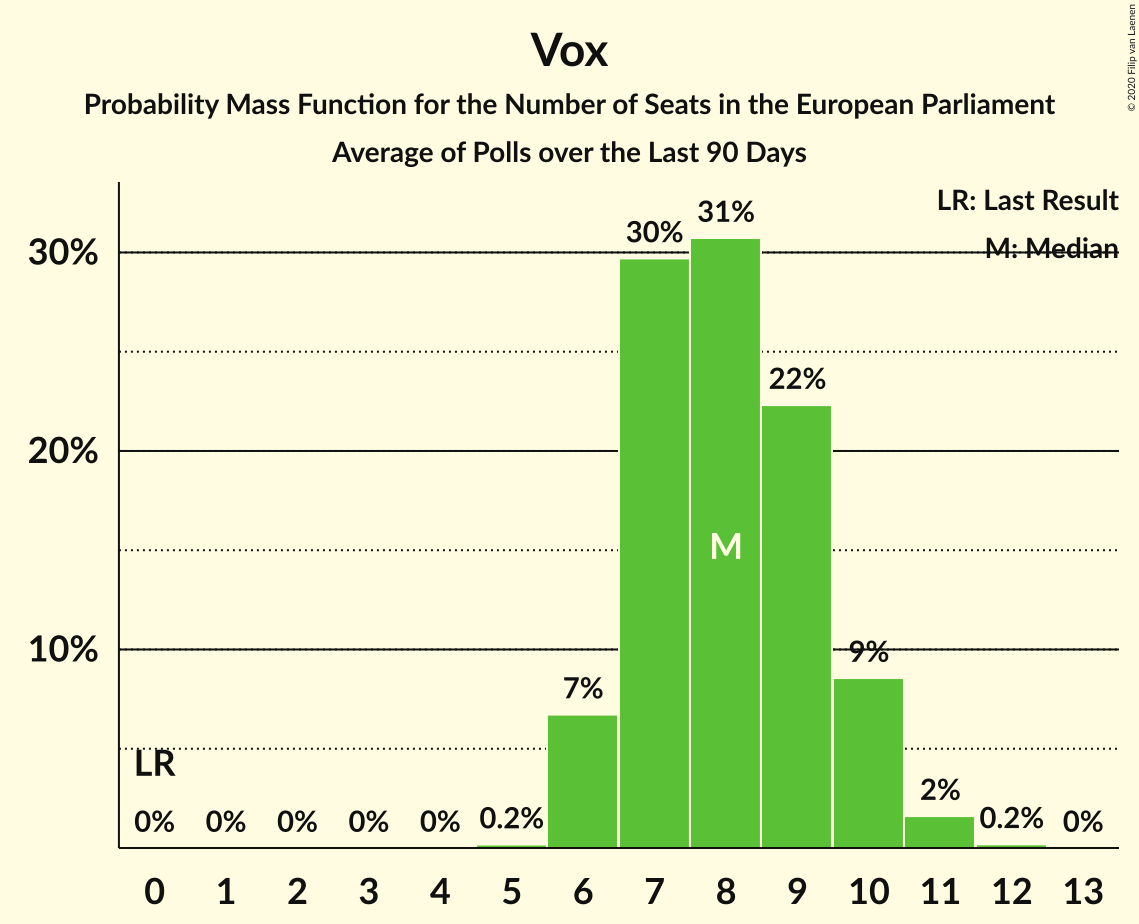 Vox
Probability Mass Function for the Number of Seats in the European Parliament
Average of Polls over the Last 90 Days
© 2020 Filip van Laenen
LR: Last Result
M: Median
30%
20%
10%
31%
30%
22%
9%
7%
2%
0% 0% 0% 0% 0% 0.2% 0.2% 0%
LR
M
0 1 2 3 4 5 6 7 8 9 10 11 12 13